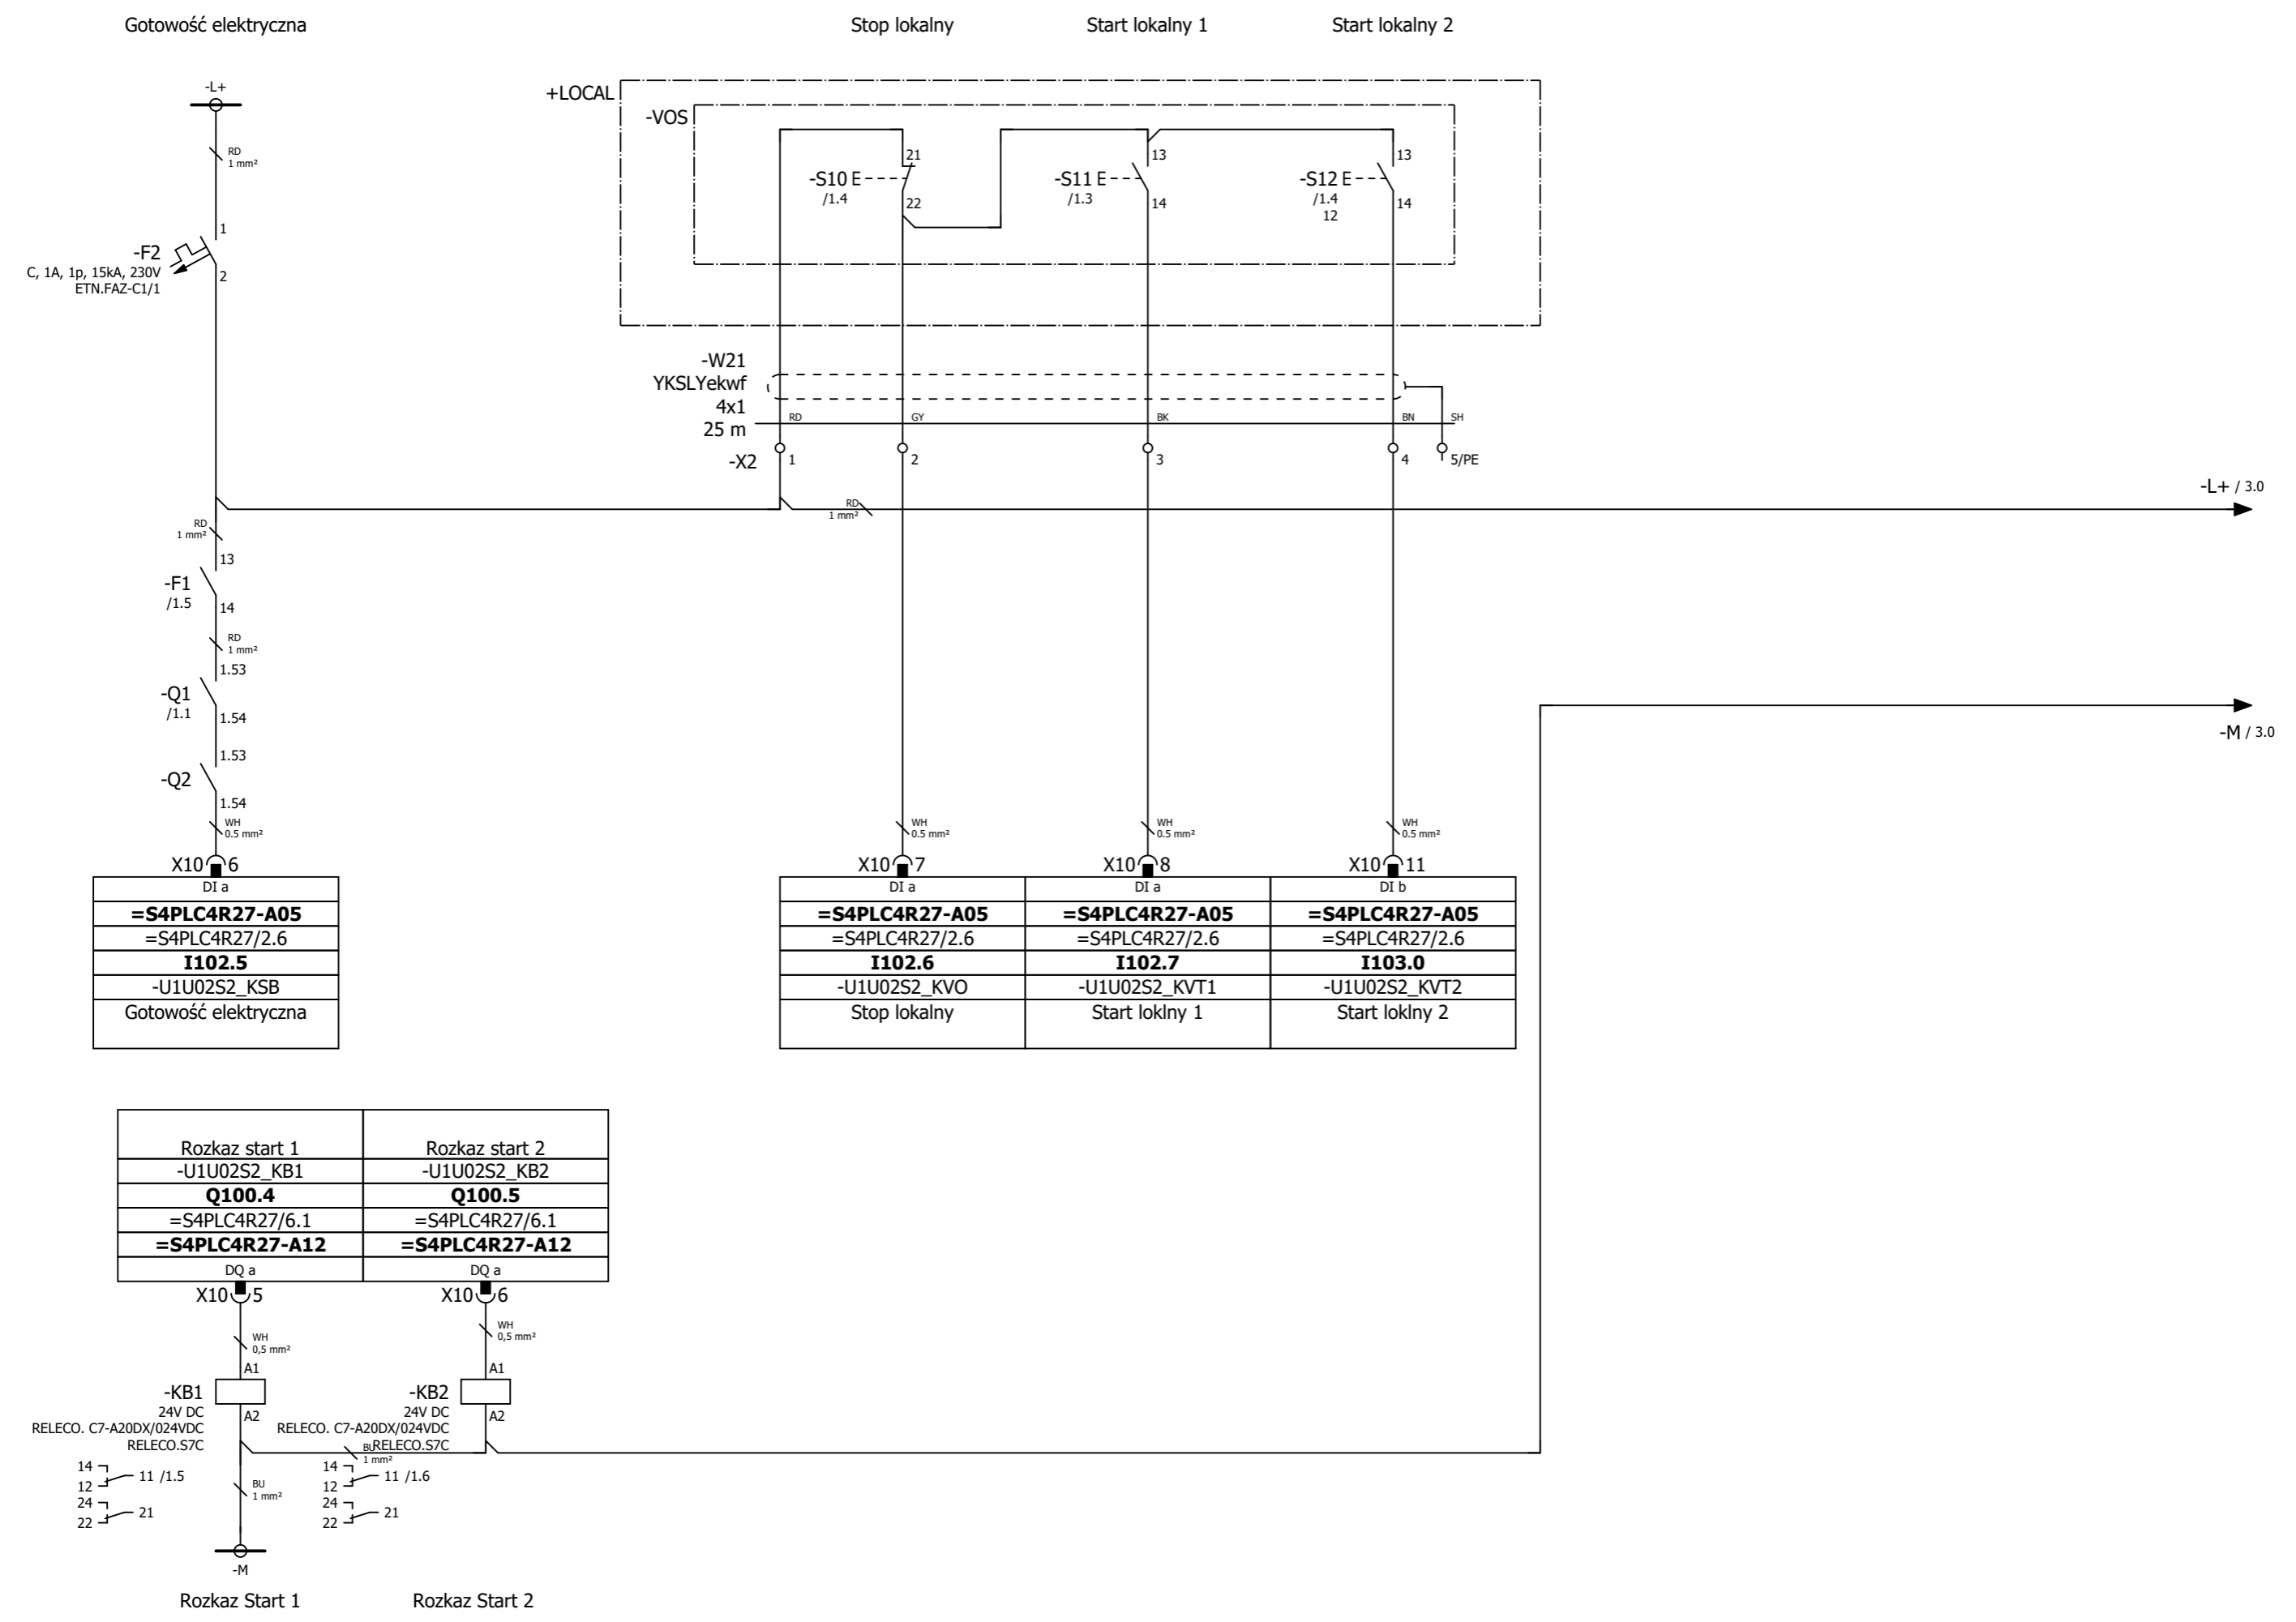 Gotowość elektryczna
Stop lokalny
Start lokalny 1
Start lokalny 2
-L+
RD
1 mm²
1
-F2
C, 1A, 1p, 15kA, 230V
ETN.FAZ-C1/1
2
+LOCAL
-VOS
21
-S10 E
/1.4
22
13
-S11 E
/1.3
14
13
-S12 E
/1.4
12
14
-W21
YKSLYekwf
4x1
25 m
RD
GY
BK
BN
SH
-X2
1
2
3
4
5/PE
RD
1 mm²
-L+ / 3.0
RD
1 mm²
13
-F1
/1.5
14
RD
1 mm²
1.53
-Q1
/1.1
1.54
1.53
-Q2
1.54
-M / 3.0
WH
0.5 mm²
WH
0.5 mm²
WH
0.5 mm²
WH
0.5 mm²
X10 6
DI a
=S4PLC4R27-A05
=S4PLC4R27/2.6
I102.5
-U1U02S2_KSB
Gotowość elektryczna
X10 7
DI a
=S4PLC4R27-A05
=S4PLC4R27/2.6
I102.6
-U1U02S2_KVO
Stop lokalny
X10 8
DI a
=S4PLC4R27-A05
=S4PLC4R27/2.6
I102.7
-U1U02S2_KVT1
Start loklny 1
X10 11
DI b
=S4PLC4R27-A05
=S4PLC4R27/2.6
I103.0
-U1U02S2_KVT2
Start loklny 2
Rozkaz start 1
-U1U02S2_KB1
Q100.4
=S4PLC4R27/6.1
=S4PLC4R27-A12
DQ a
X10 5
Rozkaz start 2
-U1U02S2_KB2
Q100.5
=S4PLC4R27/6.1
=S4PLC4R27-A12
DQ a
X10 6
WH
0,5 mm²
A1
-KB1
24V DC
RELECO. C7-A20DX/024VDC
RELECO.S7C
A2
14
12
11 /1.5
24
22
21
BU
1 mm²
WH
0,5 mm²
A1
-KB2
24V DC
RELECO. C7-A20DX/024VDC
RELECO.S7C
A2
BU
1 mm²
14
12
11 /1.6
24
22
21
-M
Rozkaz Start 1
Rozkaz Start 2